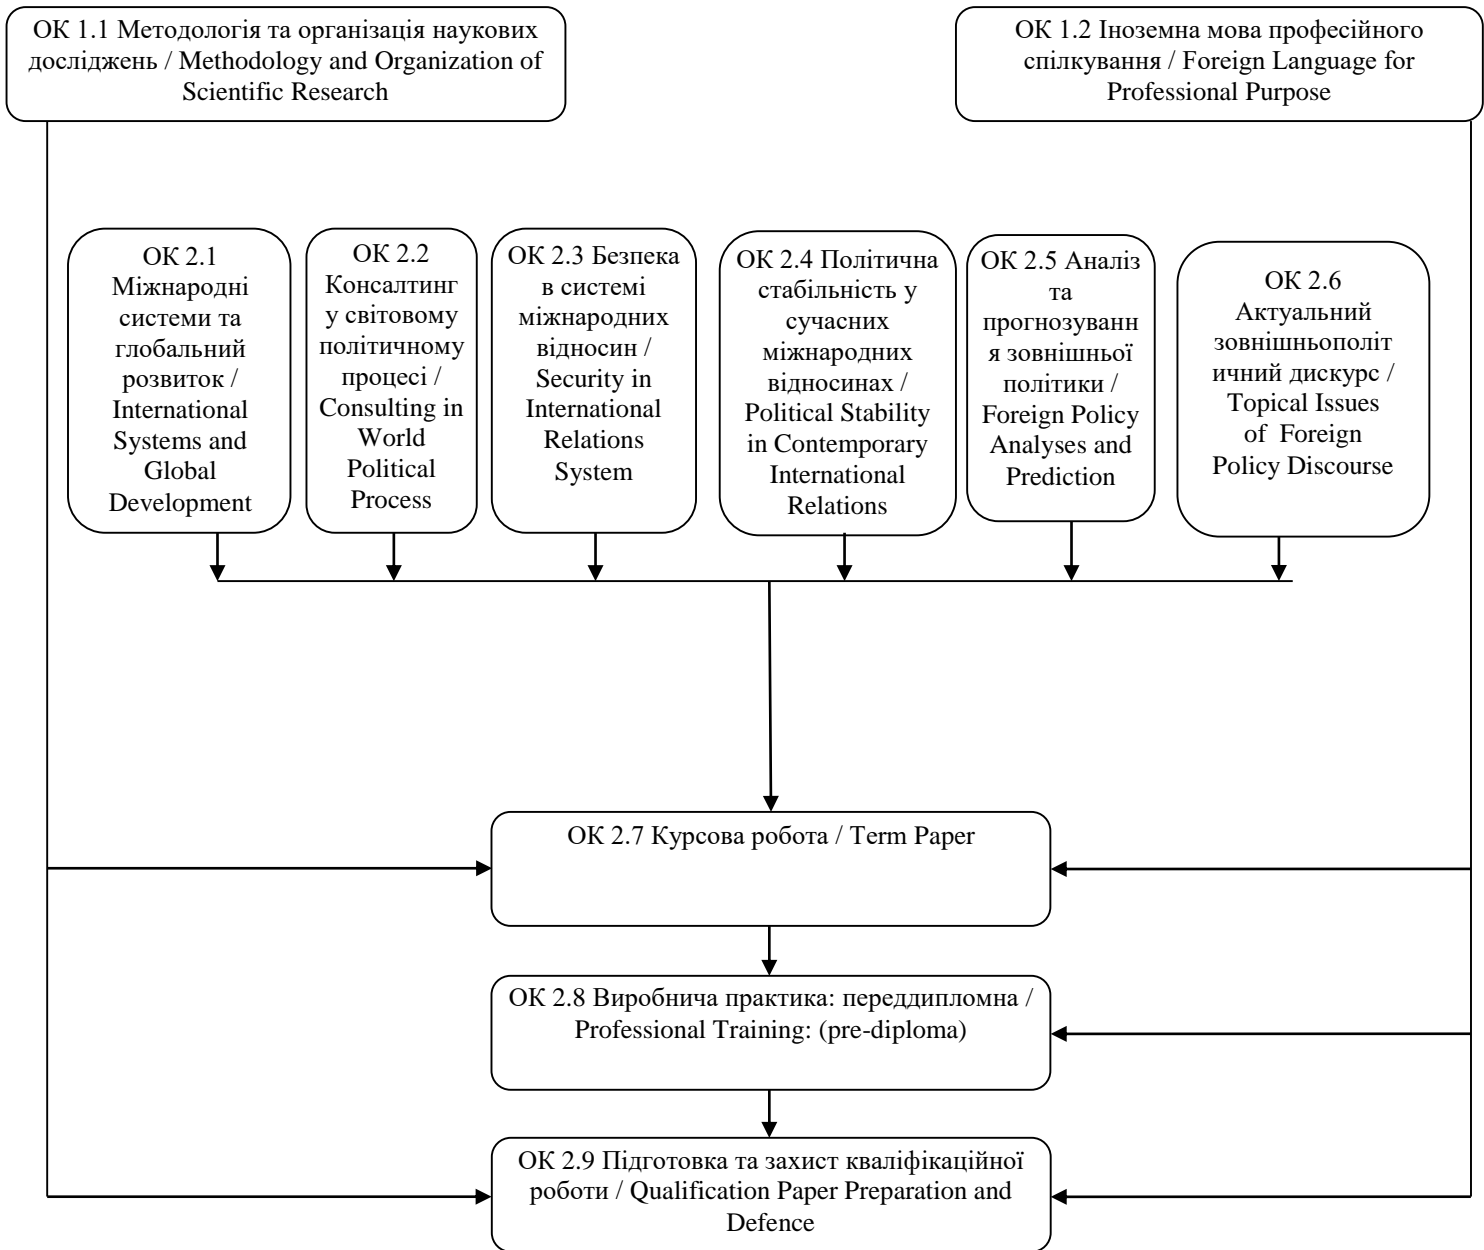 ОК 1.1 Методологія та організація наукових
досліджень / Methodology and Organization of
Scientific Research
ОК 1.2 Іноземна мова професійного
спілкування / Foreign Language for
Professional Purpose
ОК 2.1
Міжнародні
системи та
глобальний
розвиток /
International
Systems and
Global
Development
ОК 2.2
Консалтинг
у світовому
політичному
процесі /
Consulting in
World
Political
Process
ОК 2.3 Безпека
в системі
міжнародних
відносин /
Security in
International
Relations
System
ОК 2.4 Політична
стабільність у
сучасних
міжнародних
відносинах /
Political Stability
in Contemporary
International
Relations
ОК 2.5 Аналіз
та
прогнозуванн
я зовнішньої
політики /
Foreign Policy
Analyses and
Prediction
ОК 2.6
Актуальний
зовнішньополіт
ичний дискурс /
Topical Issues
of Foreign
Policy Discourse
ОК 2.7 Курсова робота / Term Paper
ОК 2.8 Виробнича практика: переддипломна /
Professional Training: (pre-diploma)
ОК 2.9 Підготовка та захист кваліфікаційної
роботи / Qualification Paper Preparation and
Defence